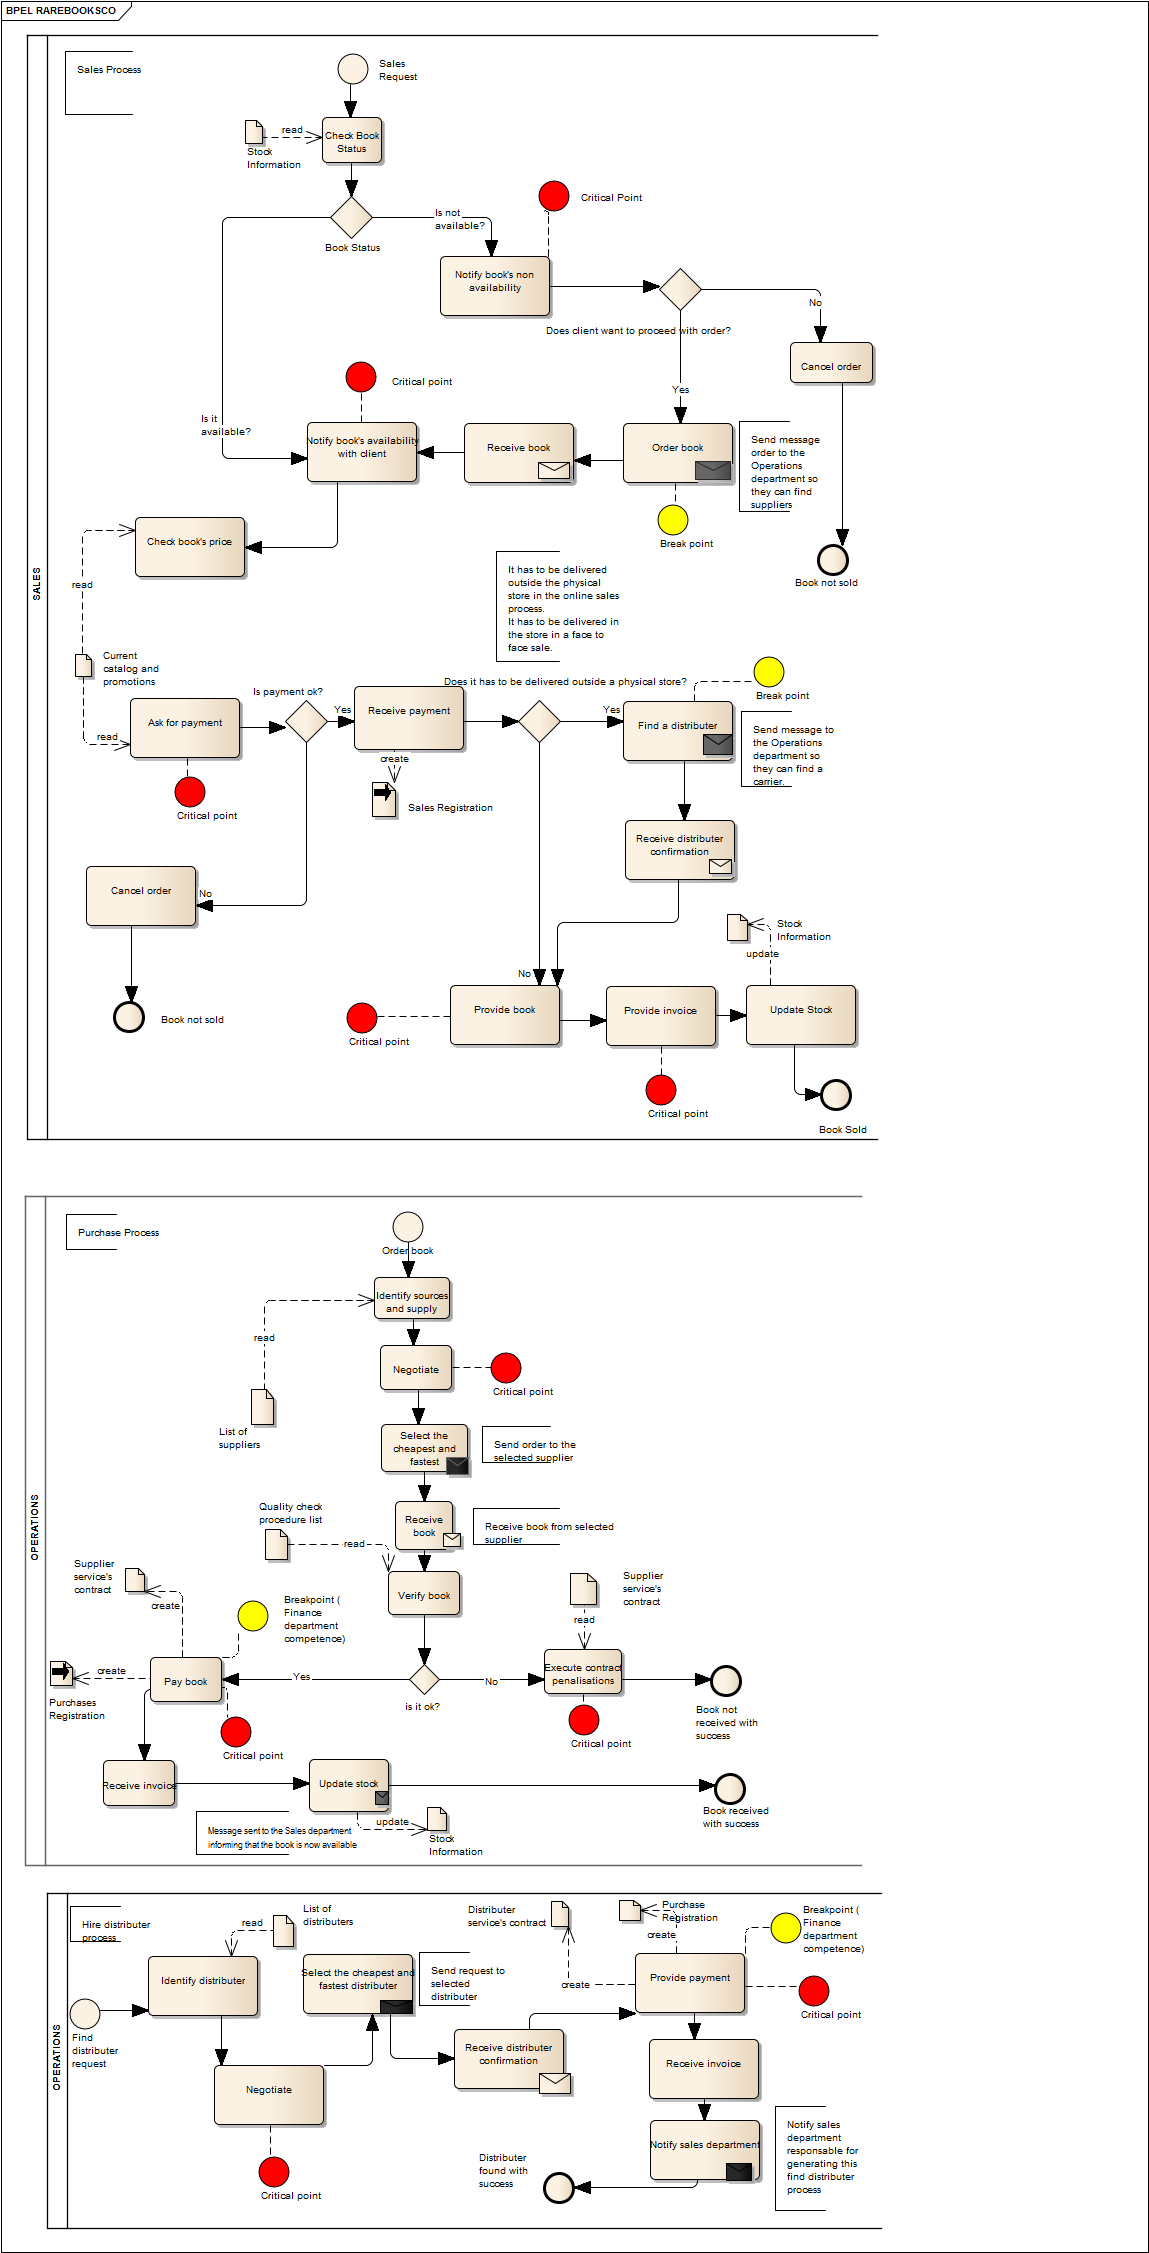 BPEL RAREBOOKSCO
SALES
Sales Process
Sales
Request
read
Check Book
Status
Stock
Information
Critical Point
Is not
available?
Book Status
Notify book's non
availability
No
Does client want to proceed with order?
Cancel order
Critical point
Yes
Is it
available?
Notify book's availability
with client
Receive book
Order book
Send message
order to the
Operations
department so
they can find
suppliers
Check book's price
Break point
Book not sold
read
It has to be delivered
outside the physical
store in the online sales
process.
It has to be delivered in
the store in a face to
face sale.
Current
catalog and
promotions
Is payment ok?
Does it has to be delivered outside a physical store?
Break point
Ask for payment
Yes
Receive payment
Yes
Find a distributer
Send message to
the Operations
department so
they can find a
carrier.
read
create
Sales Registration
Critical point
Receive distributer
confirmation
Cancel order
No
Stock
Information
update
No
Provide book
Provide invoice
Update Stock
Book not sold
Critical point
Critical point
Book Sold
OPERATIONS
Purchase Process
Order book
Identify sources
and supply
read
Negotiate
Critical point
List of
suppliers
Select the
cheapest and
fastest
Send order to the
selected supplier
Quality check
procedure list
Receive
book
Receive book from selected
supplier
read
Supplier
service's
contract
create
Verify book
Supplier
service's
contract
Breakpoint (
Finance
department
competence)
read
create
Pay book
Yes
No
Execute contract
penalisations
is it ok?
Purchases
Registration
Book not
received with
success
Critical point
Critical point
Receive invoice
Update stock
Book received
with success
Message sent to the Sales department
informing that the book is now available
update
Stock
Information
OPERATIONS
Hire distributer
process
read
List of
distributers
Distributer
service's contract
Purchase
Registration
create
Breakpoint (
Finance
department
competence)
Identify distributer
Select the cheapest and
fastest distributer
Send request to
selected
distributer
create
Provide payment
Critical point
Find
distributer
request
Receive distributer
confirmation
Receive invoice
Negotiate
Critical point
Notify sales department
Notify sales
department
responsable for
generating this
find distributer
process
Distributer
found with
success